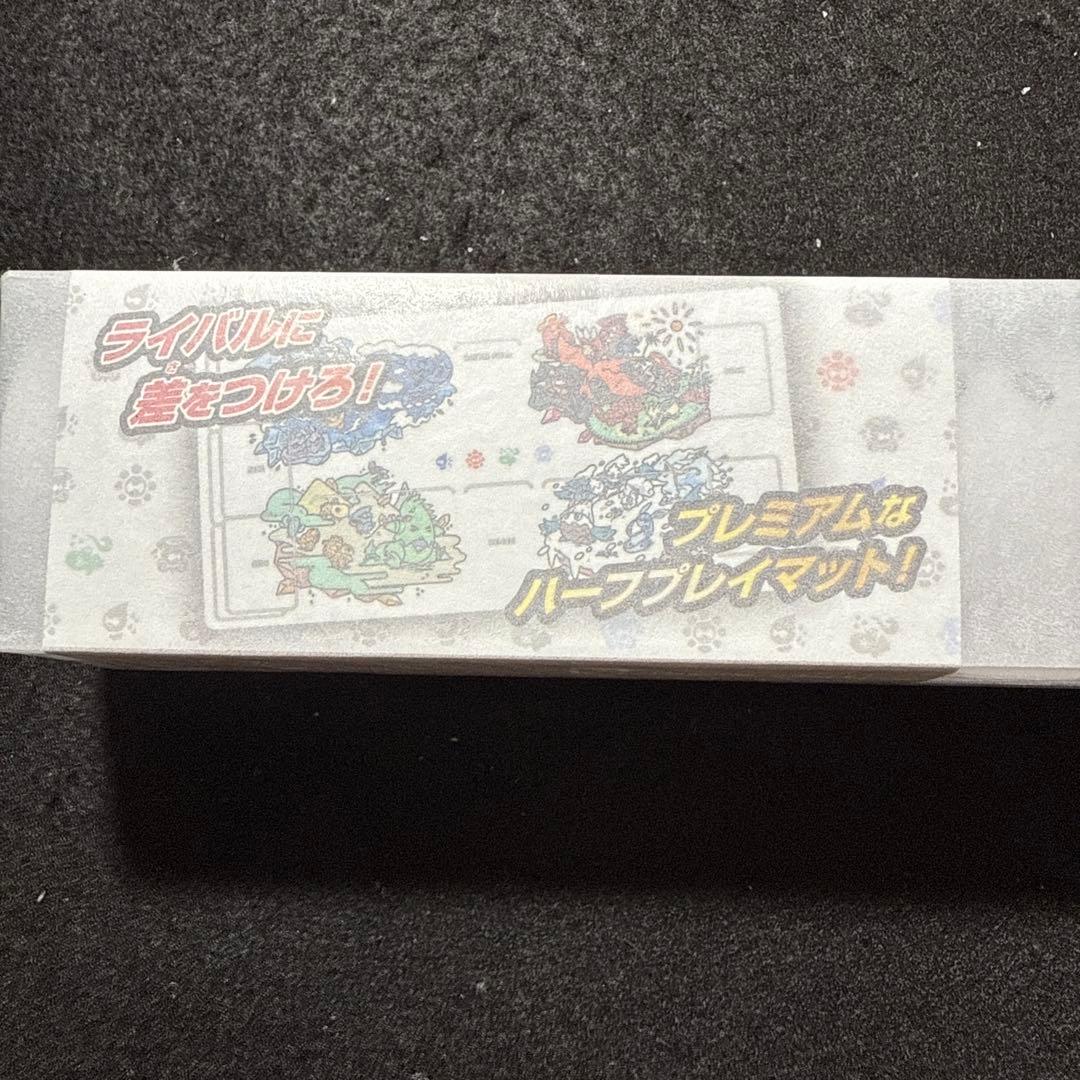 ライバルに
差をつけろ!
プレミアムな
ハーフプレイマット!